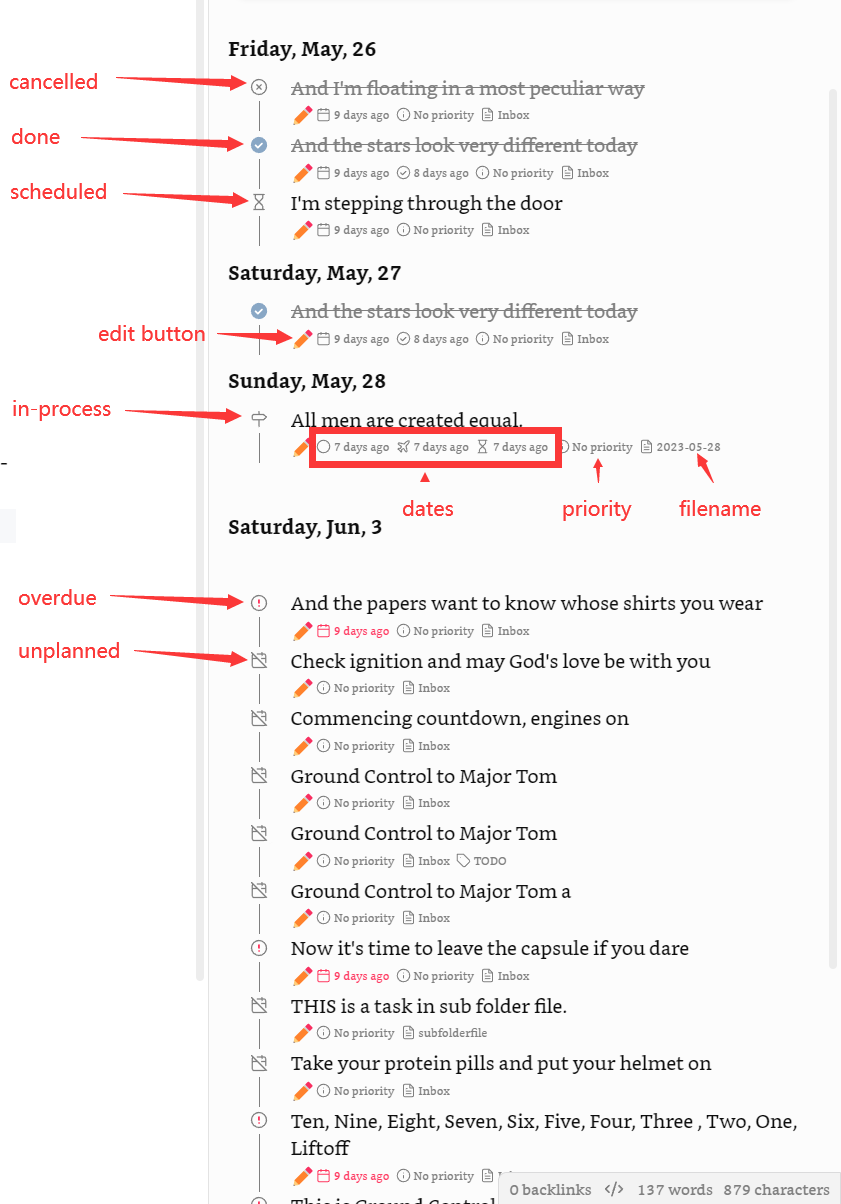 Friday, May, 26
cancelled
And I'm floating in a most peculiar way
9 days ago No priority Inbox
done
And the stars look very different today
9 days ago 8 days ago No priority Inbox
scheduled
I'm stepping through the door
9 days ago No priority Inbox
Saturday, May, 27
And the stars look very different today
edit button
9 days ago 8 days ago No priority Inbox
Sunday, May, 28
in-process
All men are created equal.
7 days ago 7 days ago 7 days ago No priority 2023-05-28
dates priority filename
Saturday, Jun, 3
overdue
And the papers want to know whose shirts you wear
9 days ago No priority Inbox
unplanned
Check ignition and may God's love be with you
No priority Inbox
Commencing countdown, engines on
No priority Inbox
Ground Control to Major Tom
No priority Inbox
Ground Control to Major Tom
No priority Inbox TODO
Ground Control to Major Tom a
No priority Inbox
Now it's time to leave the capsule if you dare
9 days ago No priority Inbox
THIS is a task in sub folder file.
No priority subfolderfile
Take your protein pills and put your helmet on
No priority Inbox
Ten, Nine, Eight, Seven, Six, Five, Four, Three , Two, One,
Liftoff
9 days ago No priority
This is Ground Control
0 backlinks </> 137 words 879 characters